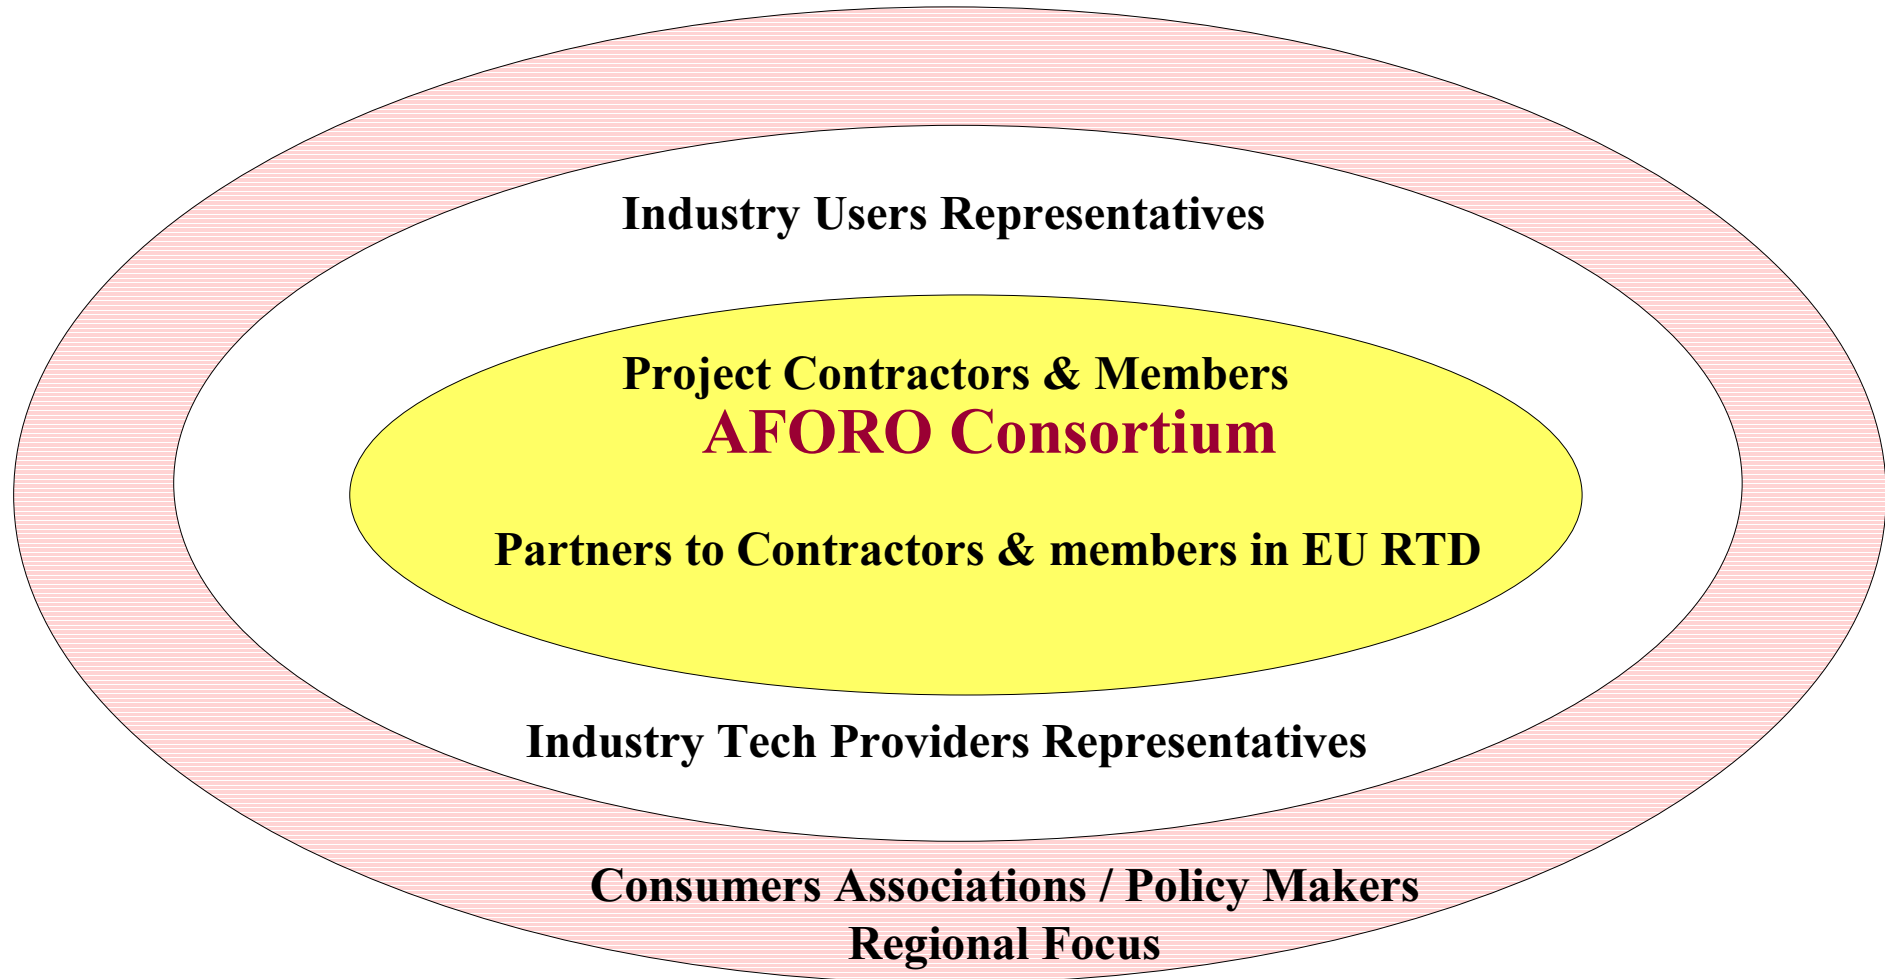 Industry Users Representatives
Project Contractors & Members
AFORO Consortium
Partners to Contractors & members in EU RTD
Industry Tech Providers Representatives
Consumers Associations / Policy Makers
Regional Focus